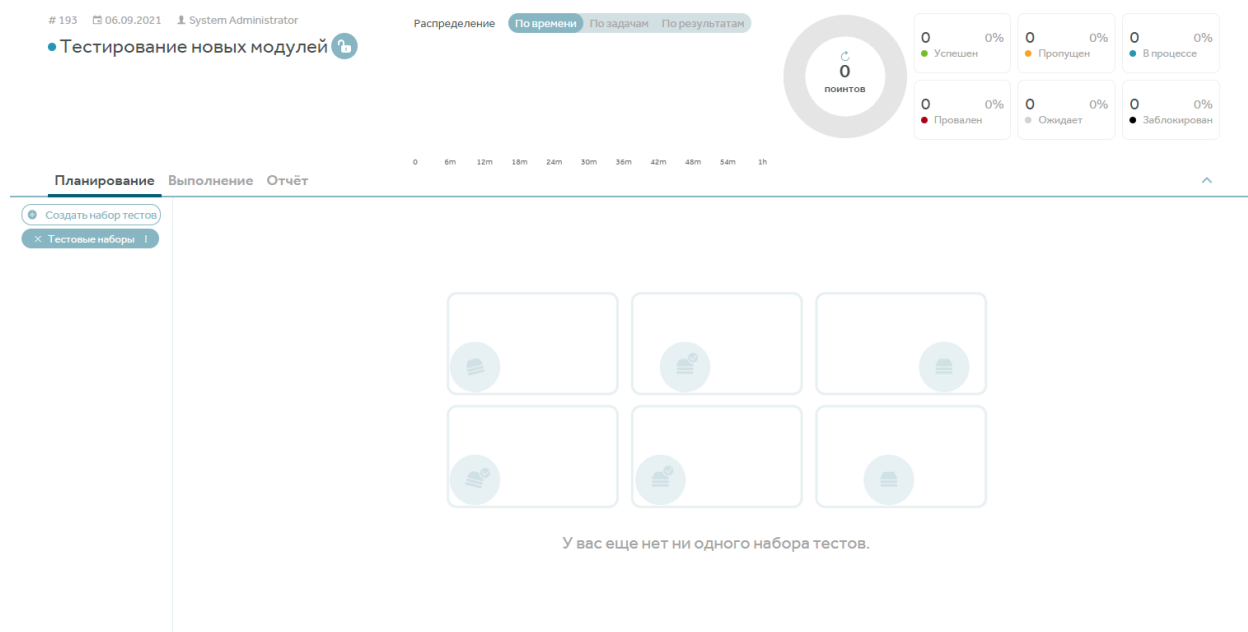 # 193 06.09.2021 System Administrator
Тестирование новых модулей
Распределение По времени По задачам По результатам
0
поинтов
0 0%
Успешен
0 0%
Пропущен
0 0%
В процессе
0 0%
Провален
0 0%
Ожидает
0 0%
Заблокирован
0 6m 12m 18m 24m 30m 36m 42m 48m 54m 1h
Планирование Выполнение Отчёт
Создать набор тестов
Тестовые наборы
У вас еще нет ни одного набора тестов.